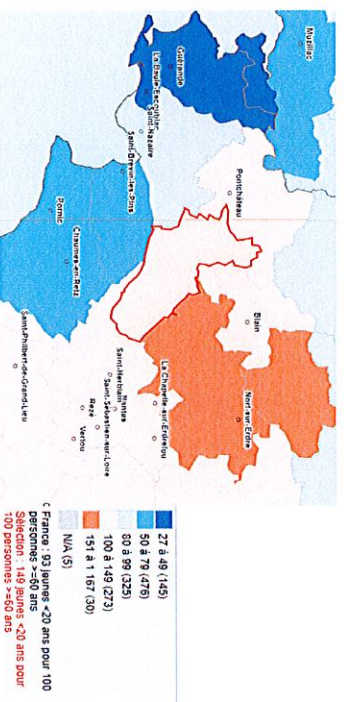 Muzillac
Guérande
La Baule-Escoublac
Saint-Nazaire
Saint-Brevin-les-Pins
Pornic
Chaumes-en-Retz
Saint-Philbert-de-Grand-Lieu
Pontchâteau
Blain
Nort-sur-Erdre
La Chapelle-sur-Erdre
Saint-Herblain
Nantes
Saint-Sébastien-sur-Loire
Rezé
Vertou
27 à 49 (145)
50 à 79 (476)
80 à 99 (325)
100 à 149 (273)
151 à 1 167 (30)
N/A (5)
France : 93 jeunes <20 ans pour 100
personnes >=60 ans
Sélection : 149 jeunes <20 ans pour
100 personnes >=60 ans